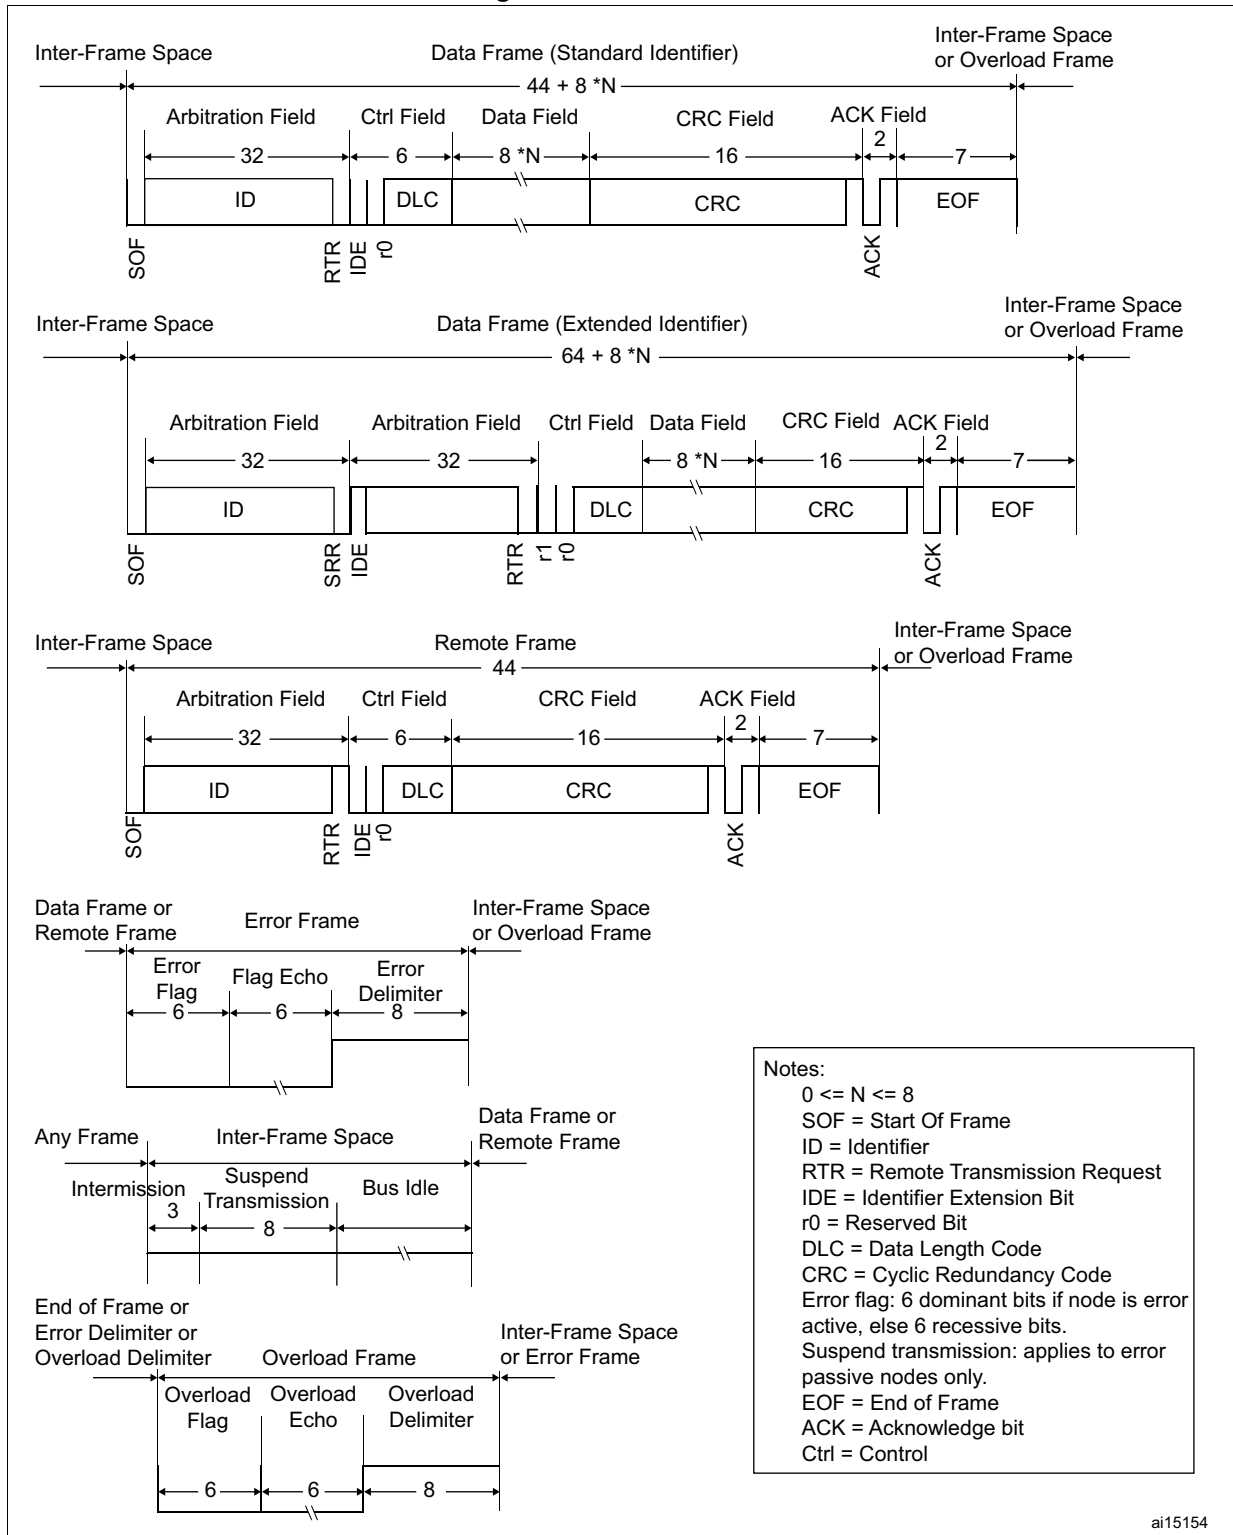 Inter-Frame Space
Data Frame (Standard Identifier)
Inter-Frame Space
or Overload Frame
44 + 8 *N
Arbitration Field
Ctrl Field
Data Field
CRC Field
ACK Field
32
6
8 *N
16
2
7
ID
DLC
CRC
EOF
SOF
RTR
IDE
r0
ACK
Inter-Frame Space
Data Frame (Extended Identifier)
Inter-Frame Space
or Overload Frame
64 + 8 *N
Arbitration Field
Arbitration Field
Ctrl Field
Data Field
CRC Field
ACK Field
32
32
8 *N
16
2
7
ID
DLC
CRC
EOF
SOF
SRR
IDE
RTR
r1
r0
ACK
Inter-Frame Space
Remote Frame
Inter-Frame Space
or Overload Frame
44
Arbitration Field
Ctrl Field
CRC Field
ACK Field
32
6
16
2
7
ID
DLC
CRC
EOF
SOF
RTR
IDE
r0
ACK
Data Frame or
Remote Frame
Error Frame
Inter-Frame Space
or Overload Frame
Error
Flag
Flag Echo
Error
Delimiter
6
6
8
Any Frame
Inter-Frame Space
Data Frame or
Remote Frame
Intermission
3
Suspend
Transmission
8
Bus Idle
End of Frame or
Error Delimiter or
Overload Delimiter
Overload Frame
Inter-Frame Space
or Error Frame
Overload
Flag
Overload
Echo
Overload
Delimiter
6
6
8
Notes:
0 <= N <= 8
SOF = Start Of Frame
ID = Identifier
RTR = Remote Transmission Request
IDE = Identifier Extension Bit
r0 = Reserved Bit
DLC = Data Length Code
CRC = Cyclic Redundancy Code
Error flag: 6 dominant bits if node is error
active, else 6 recessive bits.
Suspend transmission: applies to error
passive nodes only.
EOF = End of Frame
ACK = Acknowledge bit
Ctrl = Control
ai15154